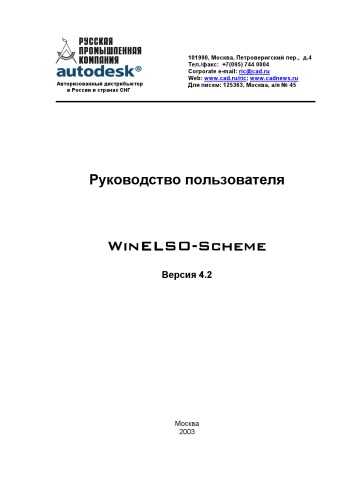 РУССКАЯ
ПРОМЫШЛЕННАЯ
КОМПАНИЯ
autodesk®
Авторизованный дистрибьютор
в России и странах СНГ
101990, Москва, Петроверигский пер., д.4
Тел./факс: +7(095) 744 0004
Corporate e-mail: ric@cad.ru
Web: www.cad.ru/ric; www.cadnews.ru
Для писем: 125363, Москва, а/я № 45
Руководство пользователя
WinELSO-Scheme
Версия 4.2
Москва
2003